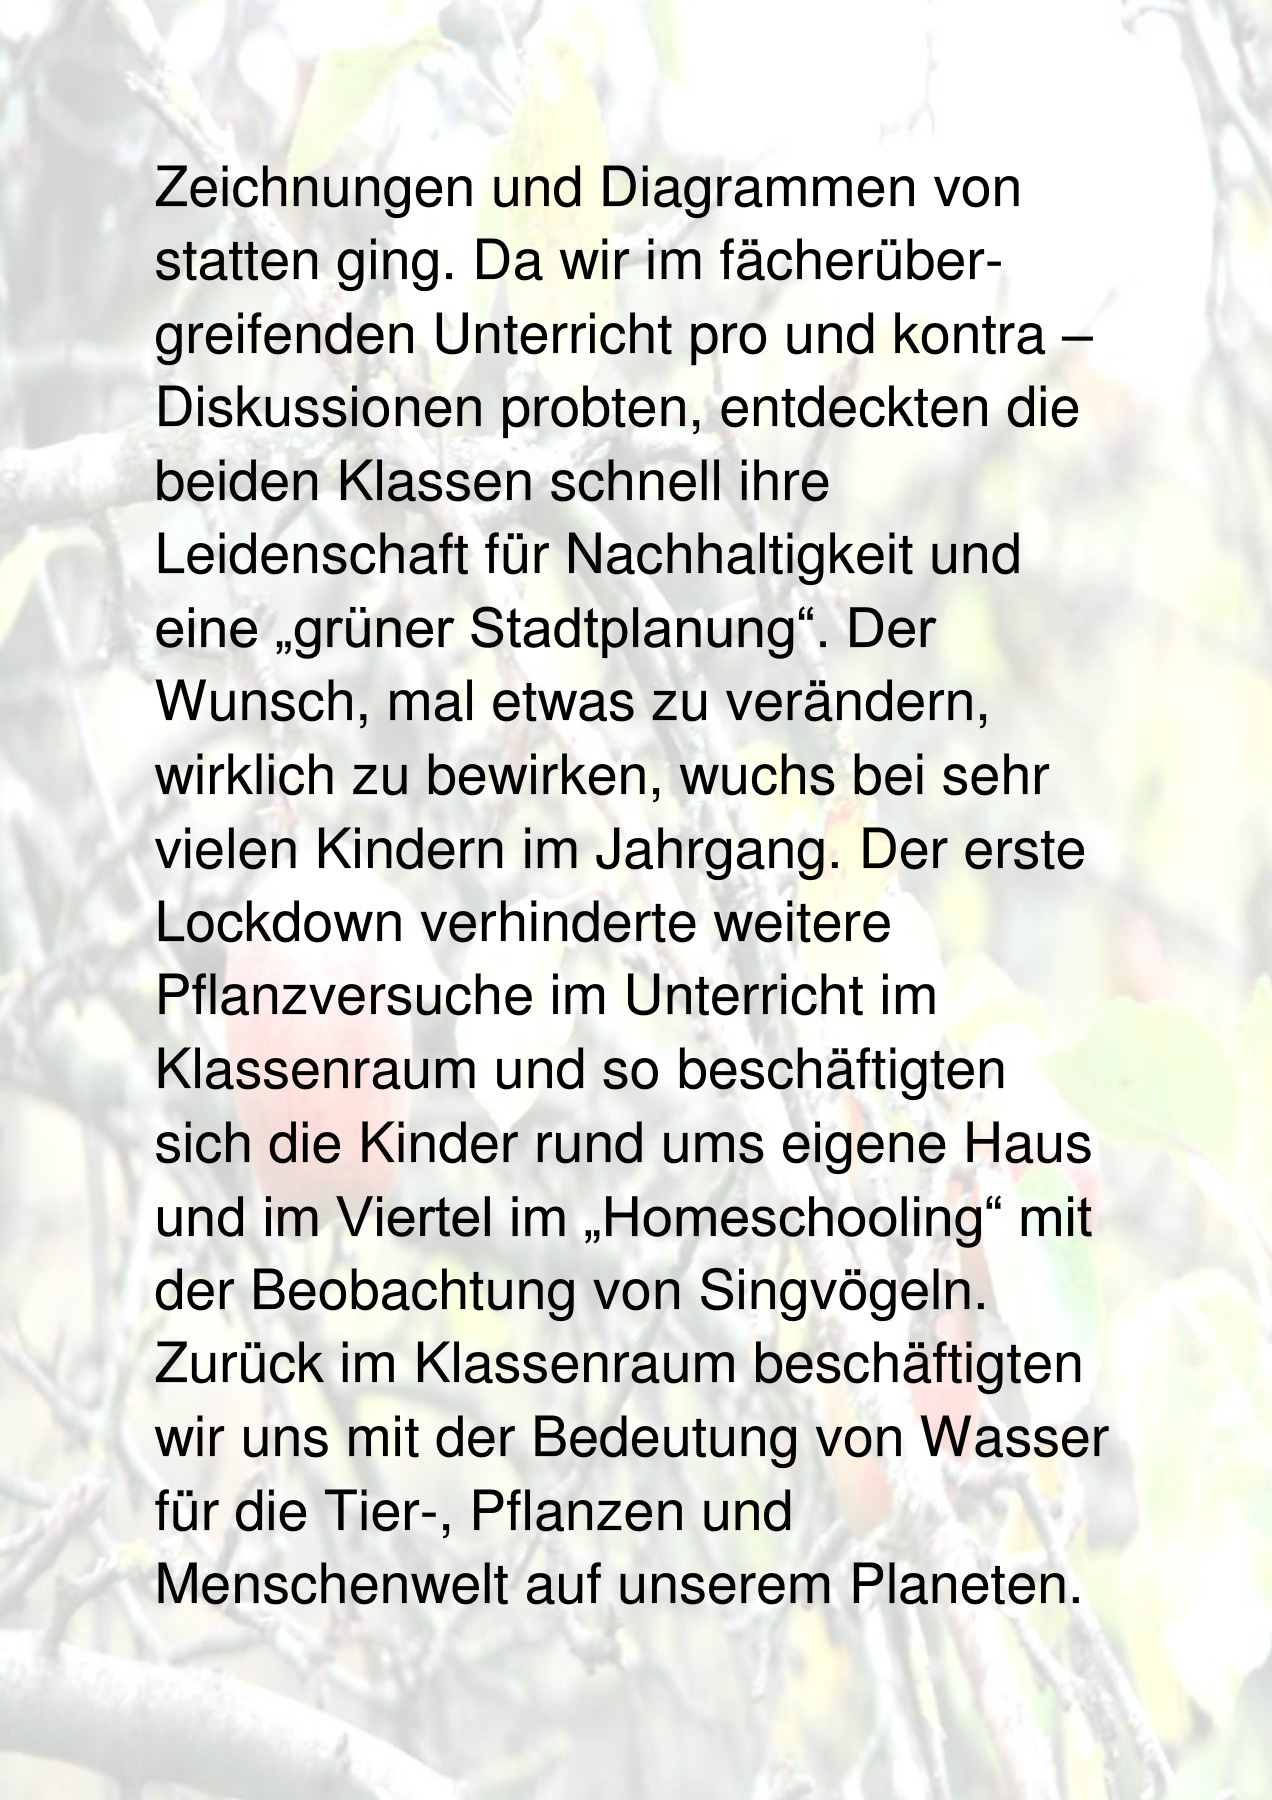 Zeichnungen und Diagrammen von
statten ging. Da wir im fächerüber-
greifenden Unterricht pro und kontra –
Diskussionen probten, entdeckten die
beiden Klassen schnell ihre
Leidenschaft für Nachhaltigkeit und
eine „grüner Stadtplanung“. Der
Wunsch, mal etwas zu verändern,
wirklich zu bewirken, wuchs bei sehr
vielen Kindern im Jahrgang. Der erste
Lockdown verhinderte weitere
Pflanzversuche im Unterricht im
Klassenraum und so beschäftigten
sich die Kinder rund ums eigene Haus
und im Viertel im „Homeschooling“ mit
der Beobachtung von Singvögeln.
Zurück im Klassenraum beschäftigten
wir uns mit der Bedeutung von Wasser
für die Tier-, Pflanzen und
Menschenwelt auf unserem Planeten.